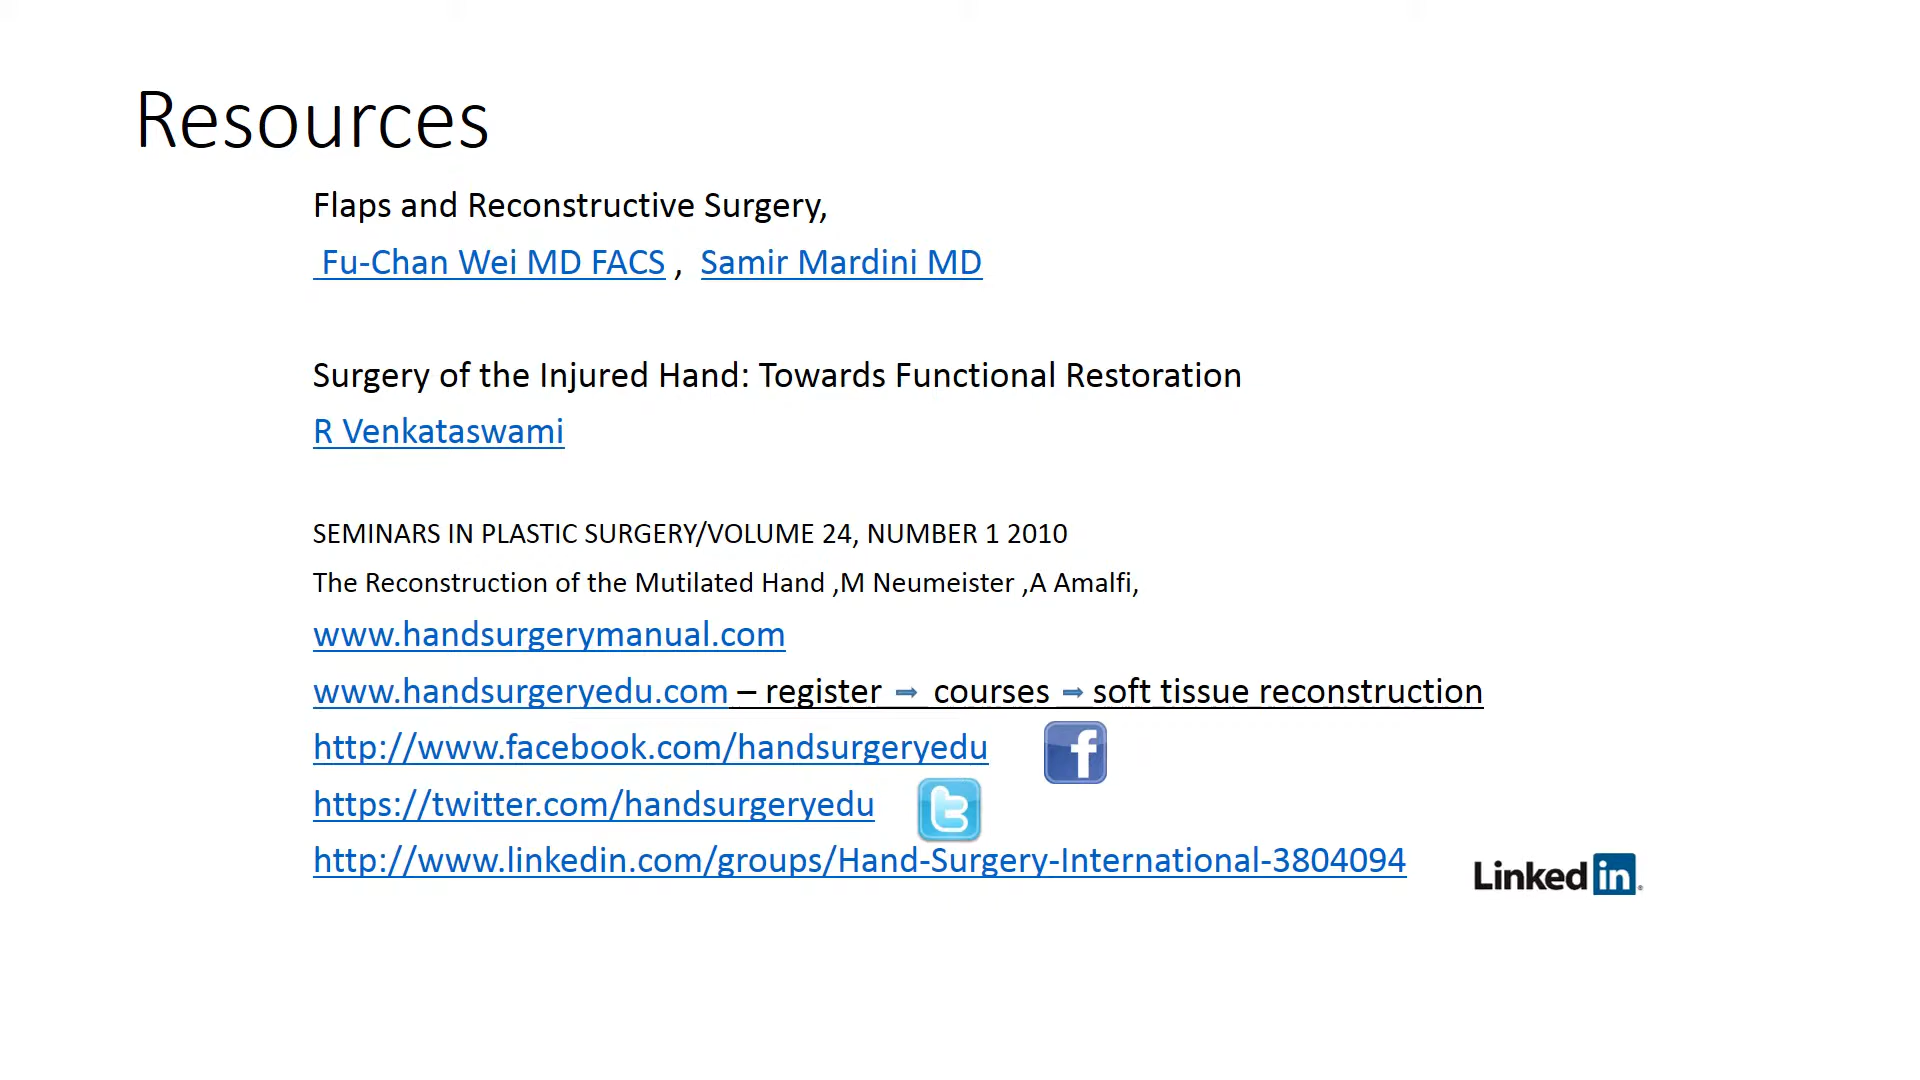 Resources
Flaps and Reconstructive Surgery,
Fu-Chan Wei MD FACS , Samir Mardini MD
Surgery of the Injured Hand: Towards Functional Restoration
R Venkataswami
SEMINARS IN PLASTIC SURGERY/VOLUME 24, NUMBER 1 2010
The Reconstruction of the Mutilated Hand ,M Neumeister ,A Amalfi,
www.handsurgerymanual.com
www.handsurgeryedu.com – register ➡ courses ➡ soft tissue reconstruction
http://www.facebook.com/handsurgeryedu
https://twitter.com/handsurgeryedu
http://www.linkedin.com/groups/Hand-Surgery-International-3804094
Linked in®